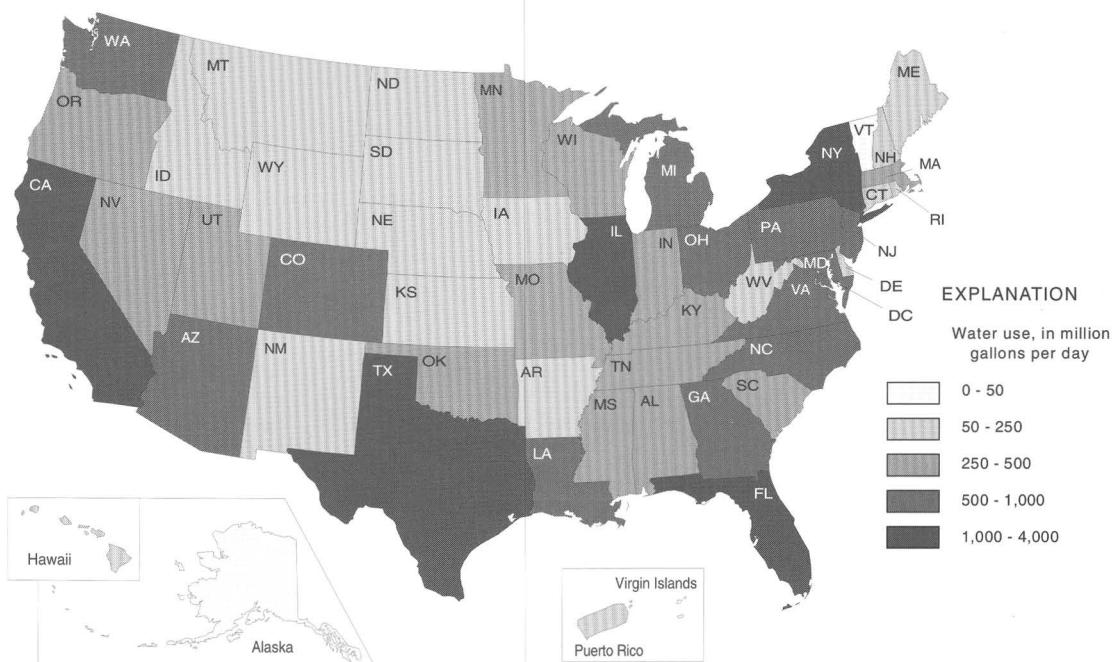 WA
MT
ND
MN
ME
OR
VT
WI
ID
SD
WY
NH
MA
NY
MI
CA
CT
NV
IA
NE
RI
UT
IL
IN
OH
PA
NJ
CO
MO
WV
MD
DE
KS
VA
KY
DC
AZ
NM
OK
TN
NC
TX
AR
SC
MS
AL
GA
LA
FL
EXPLANATION
Water use, in million
gallons per day
0 - 50
50 - 250
250 - 500
500 - 1,000
1,000 - 4,000
Hawaii
Alaska
Virgin Islands
Puerto Rico